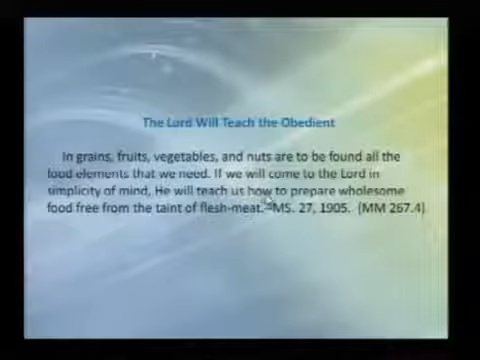 The Lord Will Teach the Obedient
In grains, fruits, vegetables, and nuts are to be found all the
food elements that we need. If we will come to the Lord in
simplicity of mind, He will teach us how to prepare wholesome
food free from the taint of flesh-meat.—MS. 27, 1905. (MM 267.4)